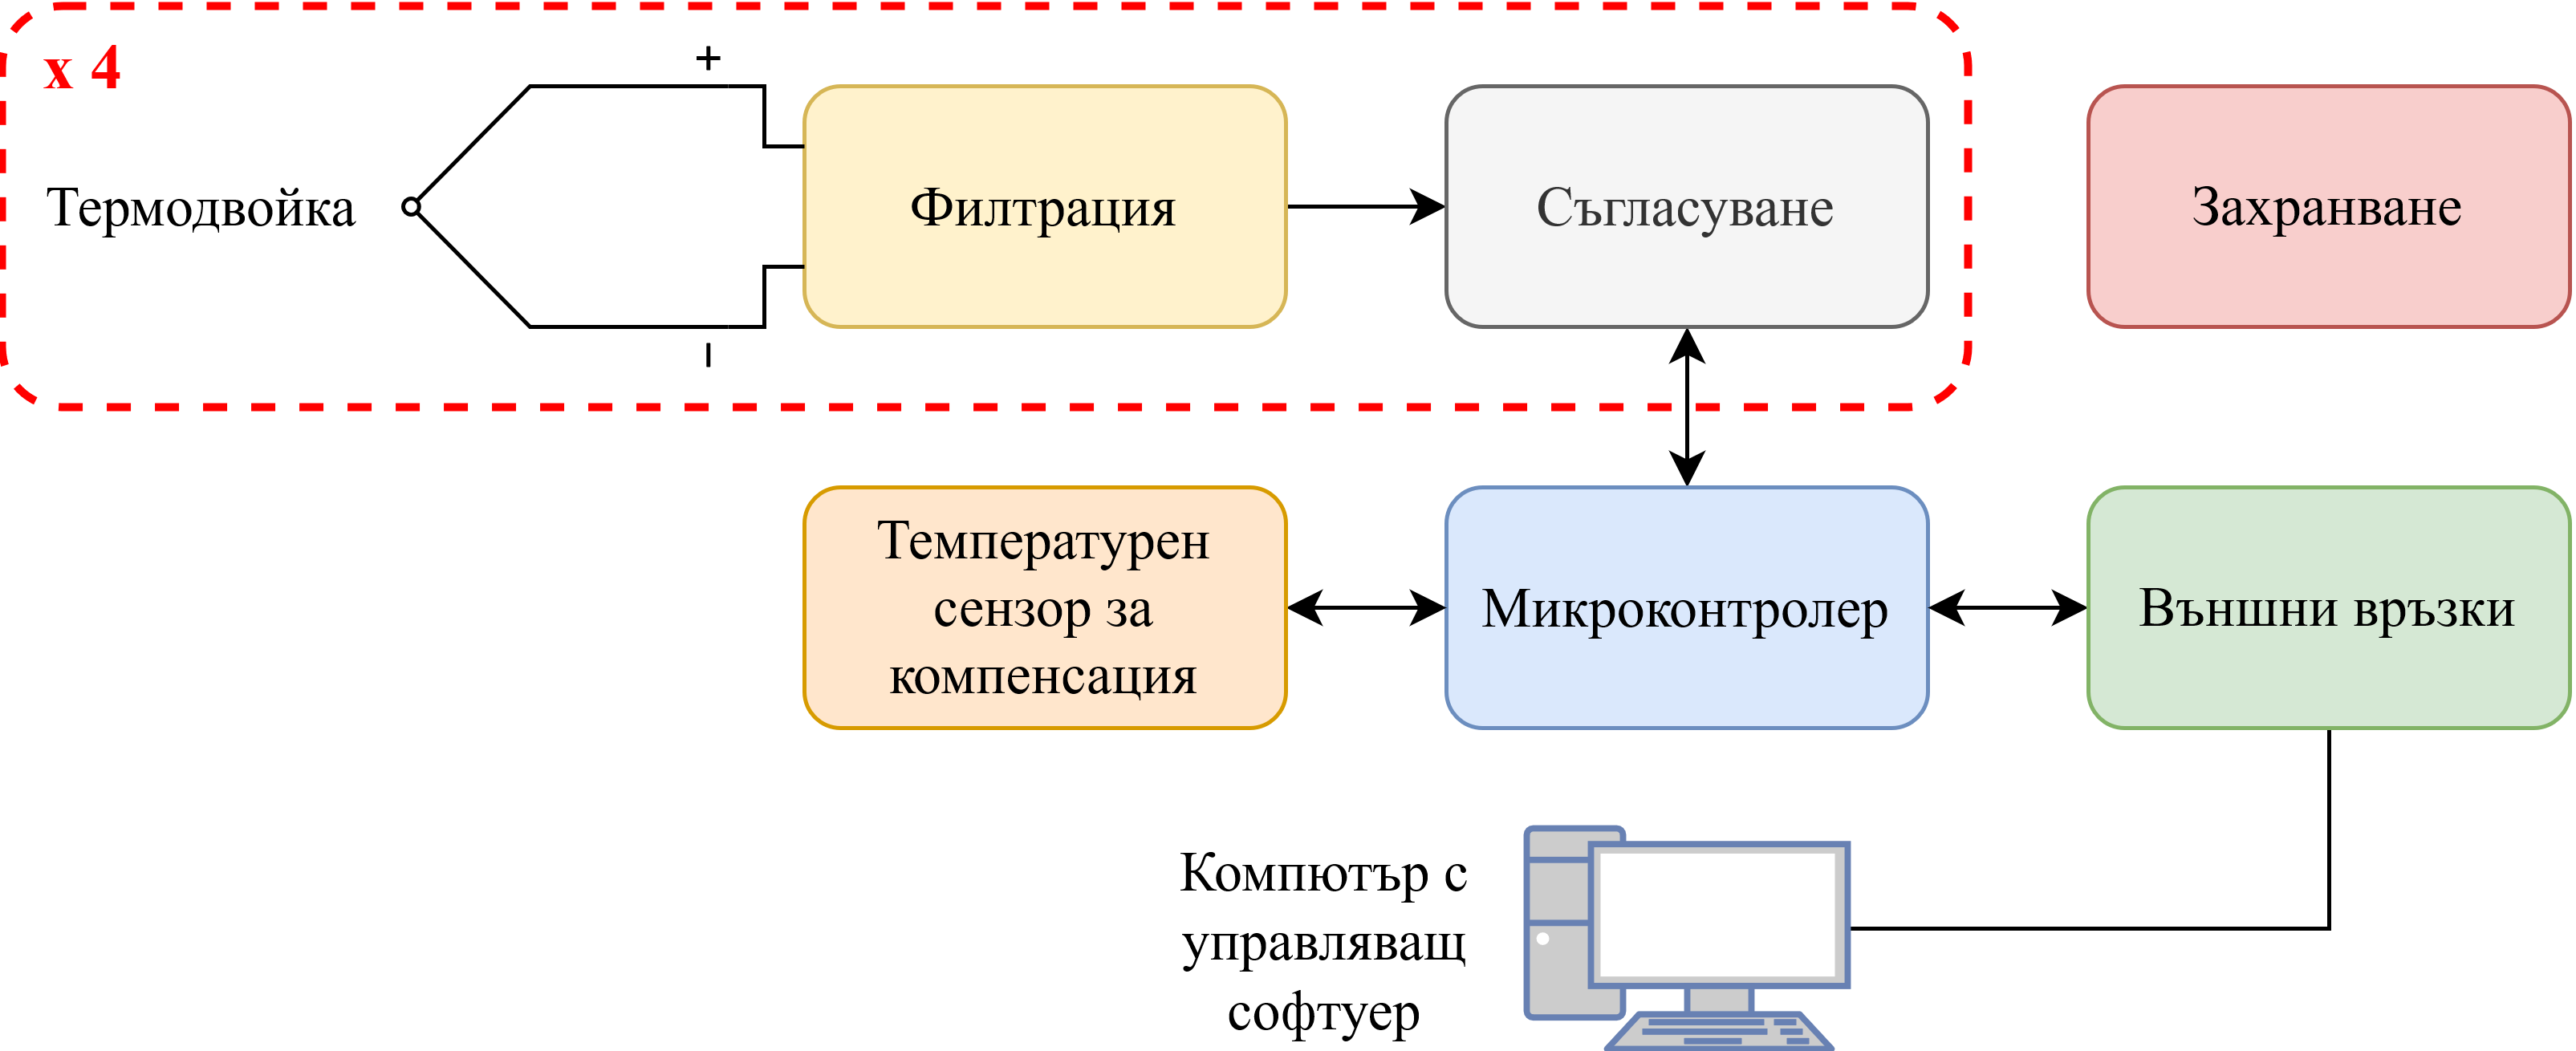 x 4
+
Термодвойка
Филтрация
Съгласуване
Захранване
–
Температурен
сензор за
компенсация
Микроконтролер
Външни връзки
Компютър с
управляващ
софтуер